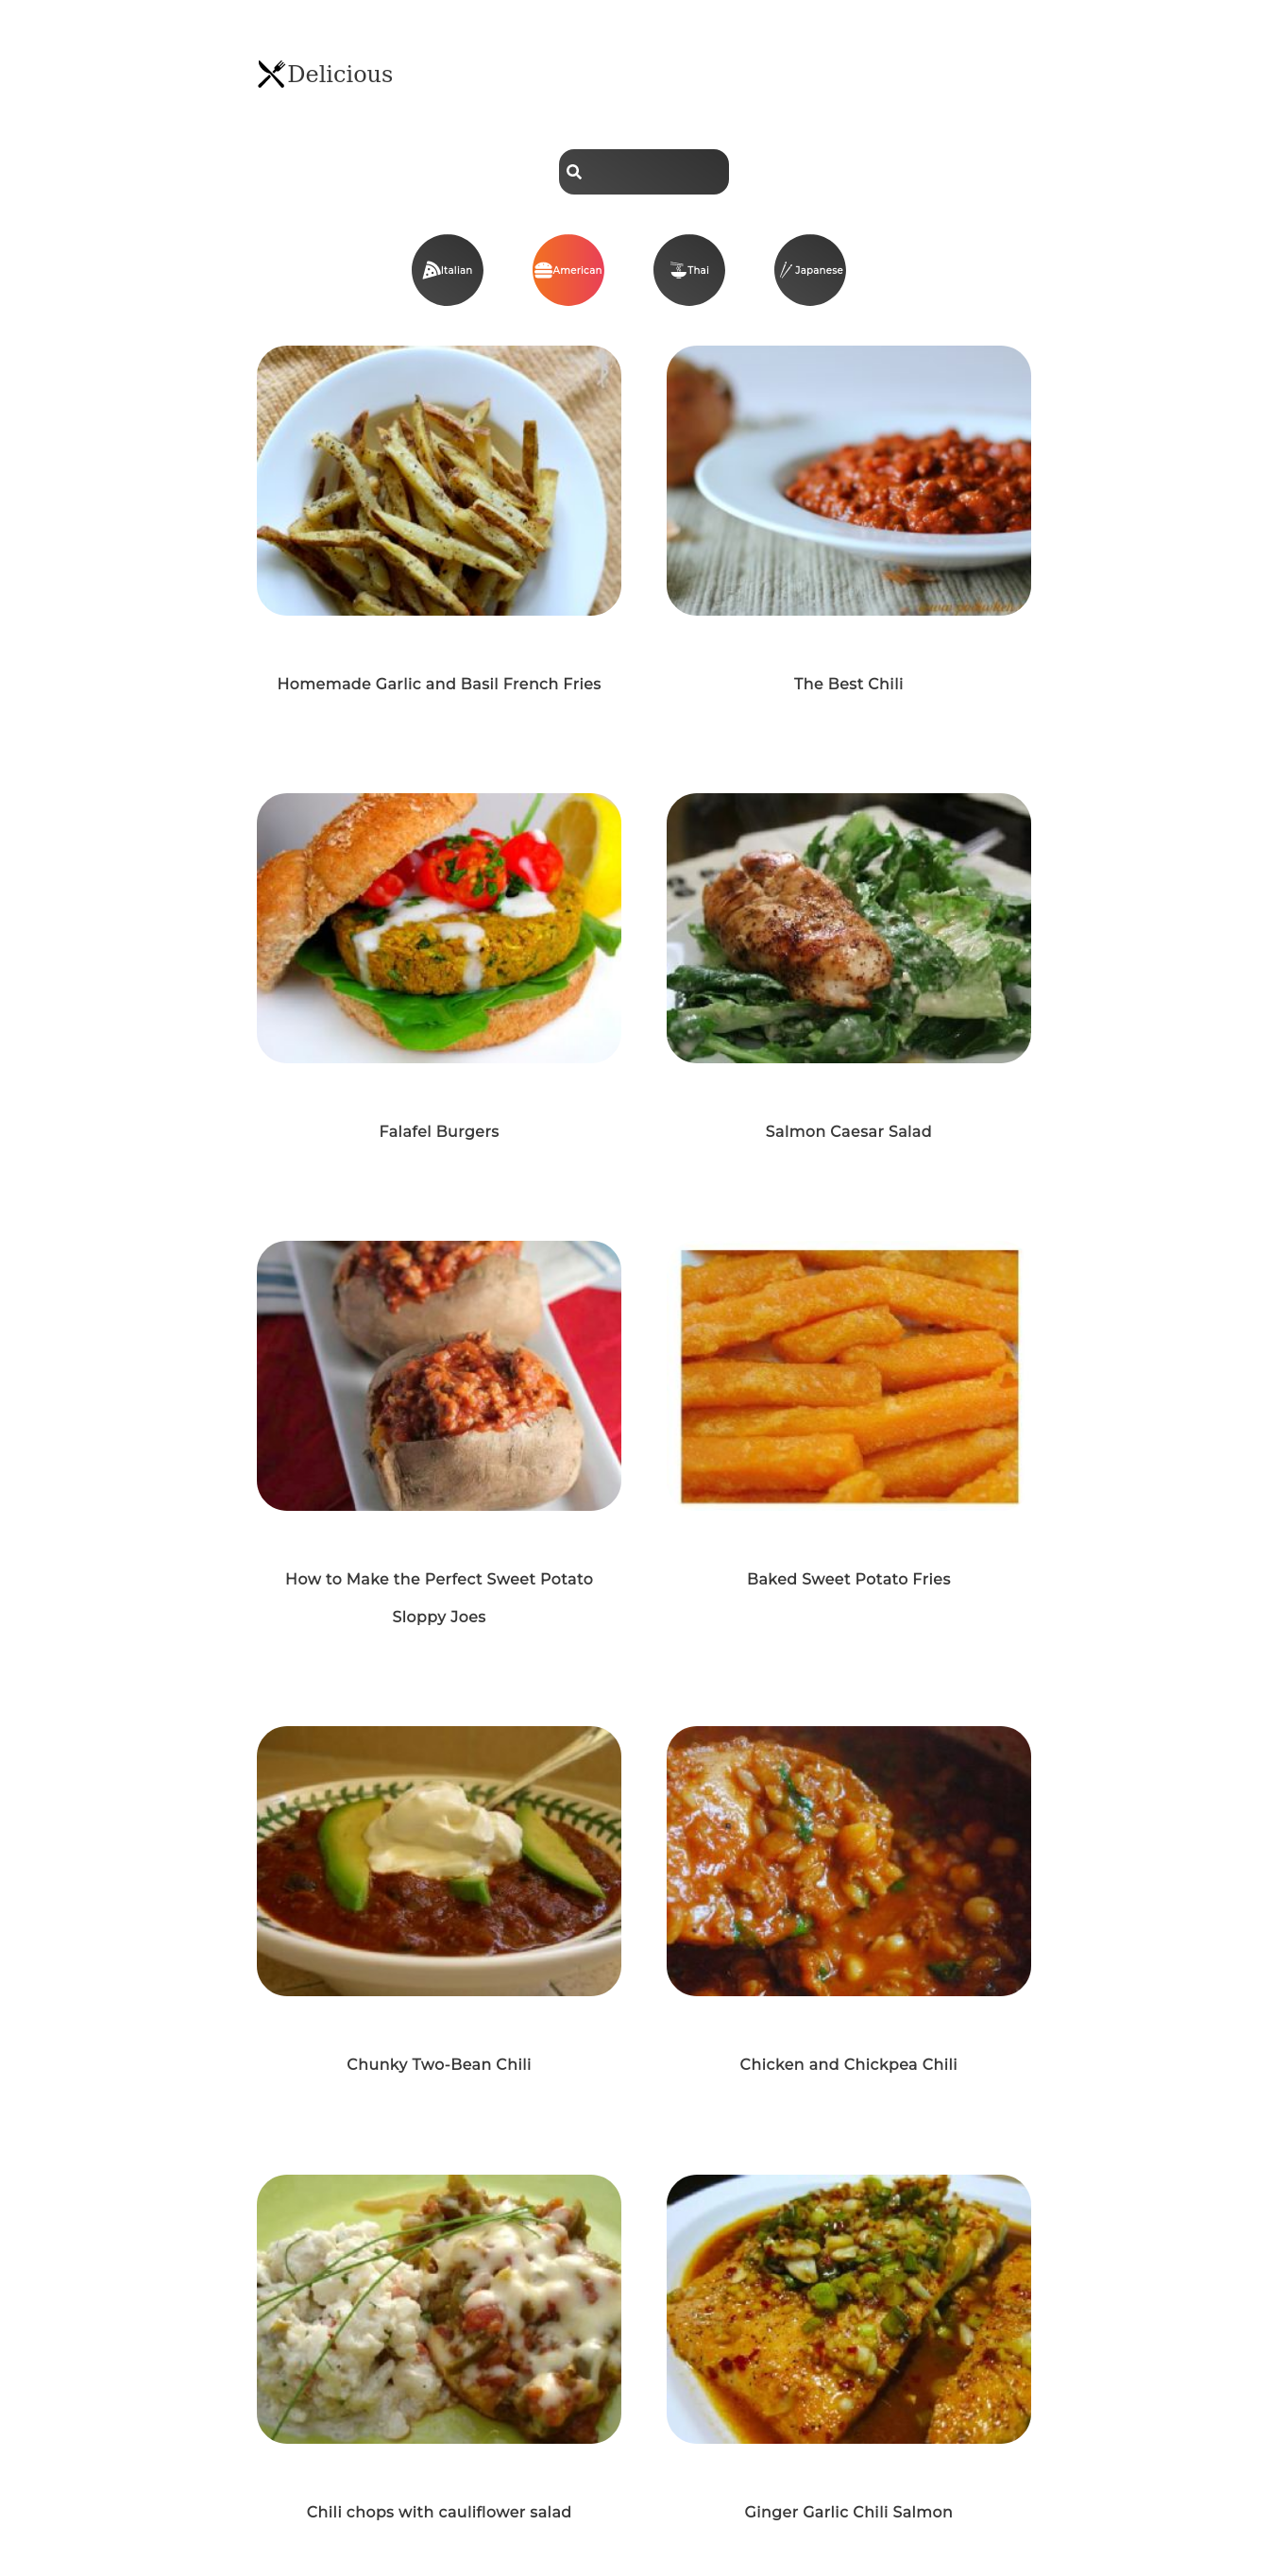 Delicious
Italian
American
Thai
Japanese
Homemade Garlic and Basil French Fries
The Best Chili
Falafel Burgers
Salmon Caesar Salad
How to Make the Perfect Sweet Potato
Sloppy Joes
Baked Sweet Potato Fries
Chunky Two-Bean Chili
Chicken and Chickpea Chili
Chili chops with cauliflower salad
Ginger Garlic Chili Salmon